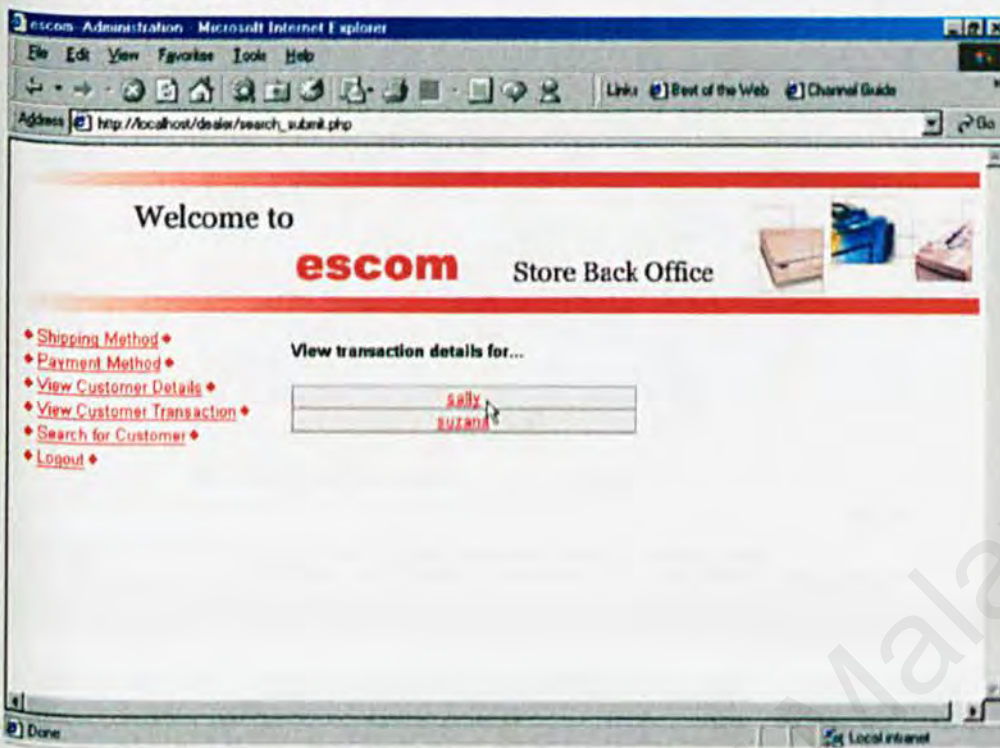 escom- Administration - Microsoft Internet Explorer
File Edit View Favorites Tools Help
Links Best of the Web Channel Guide
Address http://localhost/dealer/search_submit.php Go
Welcome to
escom Store Back Office
Shipping Method
Payment Method
View Customer Details
View Customer Transaction
Search for Customer
Logout
View transaction details for...
sally
suzana
Done Local intranet
Mala